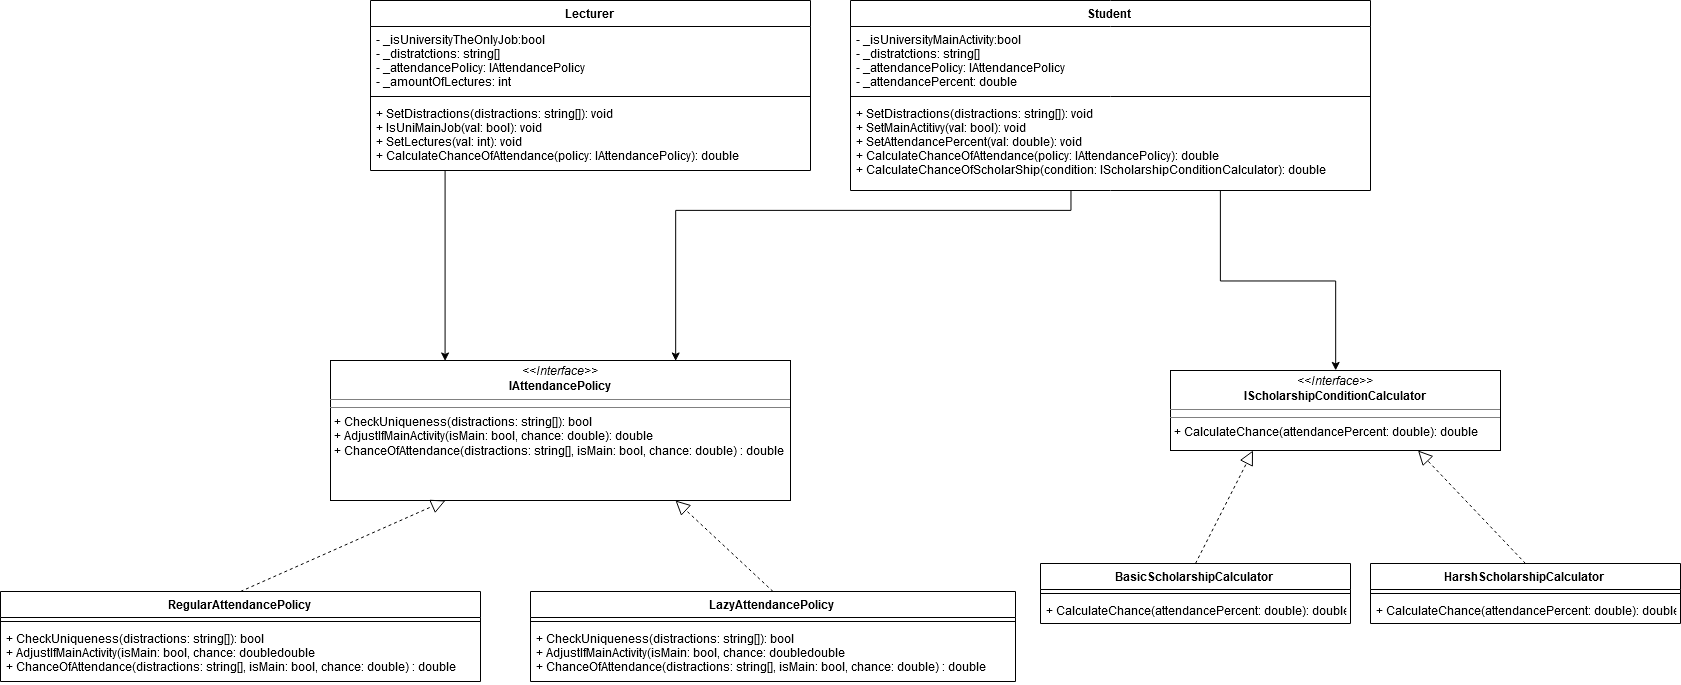 Lecturer
- _isUniversityTheOnlyJob:bool
- _distratctions: string[]
- _attendancePolicy: IAttendancePolicy
- _amountOfLectures: int
+ SetDistractions(distractions: string[]): void
+ IsUniMainJob(val: bool): void
+ SetLectures(val: int): void
+ CalculateChanceOfAttendance(policy: IAttendancePolicy): double
Student
- _isUniversityMainActivity:bool
- _distratctions: string[]
- _attendancePolicy: IAttendancePolicy
- _attendancePercent: double
+ SetDistractions(distractions: string[]): void
+ SetMainActitivy(val: bool): void
+ SetAttendancePercent(val: double): void
+ CalculateChanceOfAttendance(policy: IAttendancePolicy): double
+ CalculateChanceOfScholarShip(condition: IScholarshipConditionCalculator): double
<<Interface>>
IAttendancePolicy
+ CheckUniqueness(distractions: string[]): bool
+ AdjustIfMainActivity(isMain: bool, chance: double): double
+ ChanceOfAttendance(distractions: string[], isMain: bool, chance: double) : double
<<Interface>>
IScholarshipConditionCalculator
+ CalculateChance(attendancePercent: double): double
RegularAttendancePolicy
+ CheckUniqueness(distractions: string[]): bool
+ AdjustIfMainActivity(isMain: bool, chance: doubledouble
+ ChanceOfAttendance(distractions: string[], isMain: bool, chance: double) : double
LazyAttendancePolicy
+ CheckUniqueness(distractions: string[]): bool
+ AdjustIfMainActivity(isMain: bool, chance: doubledouble
+ ChanceOfAttendance(distractions: string[], isMain: bool, chance: double) : double
BasicScholarshipCalculator
+ CalculateChance(attendancePercent: double): double
HarshScholarshipCalculator
+ CalculateChance(attendancePercent: double): double